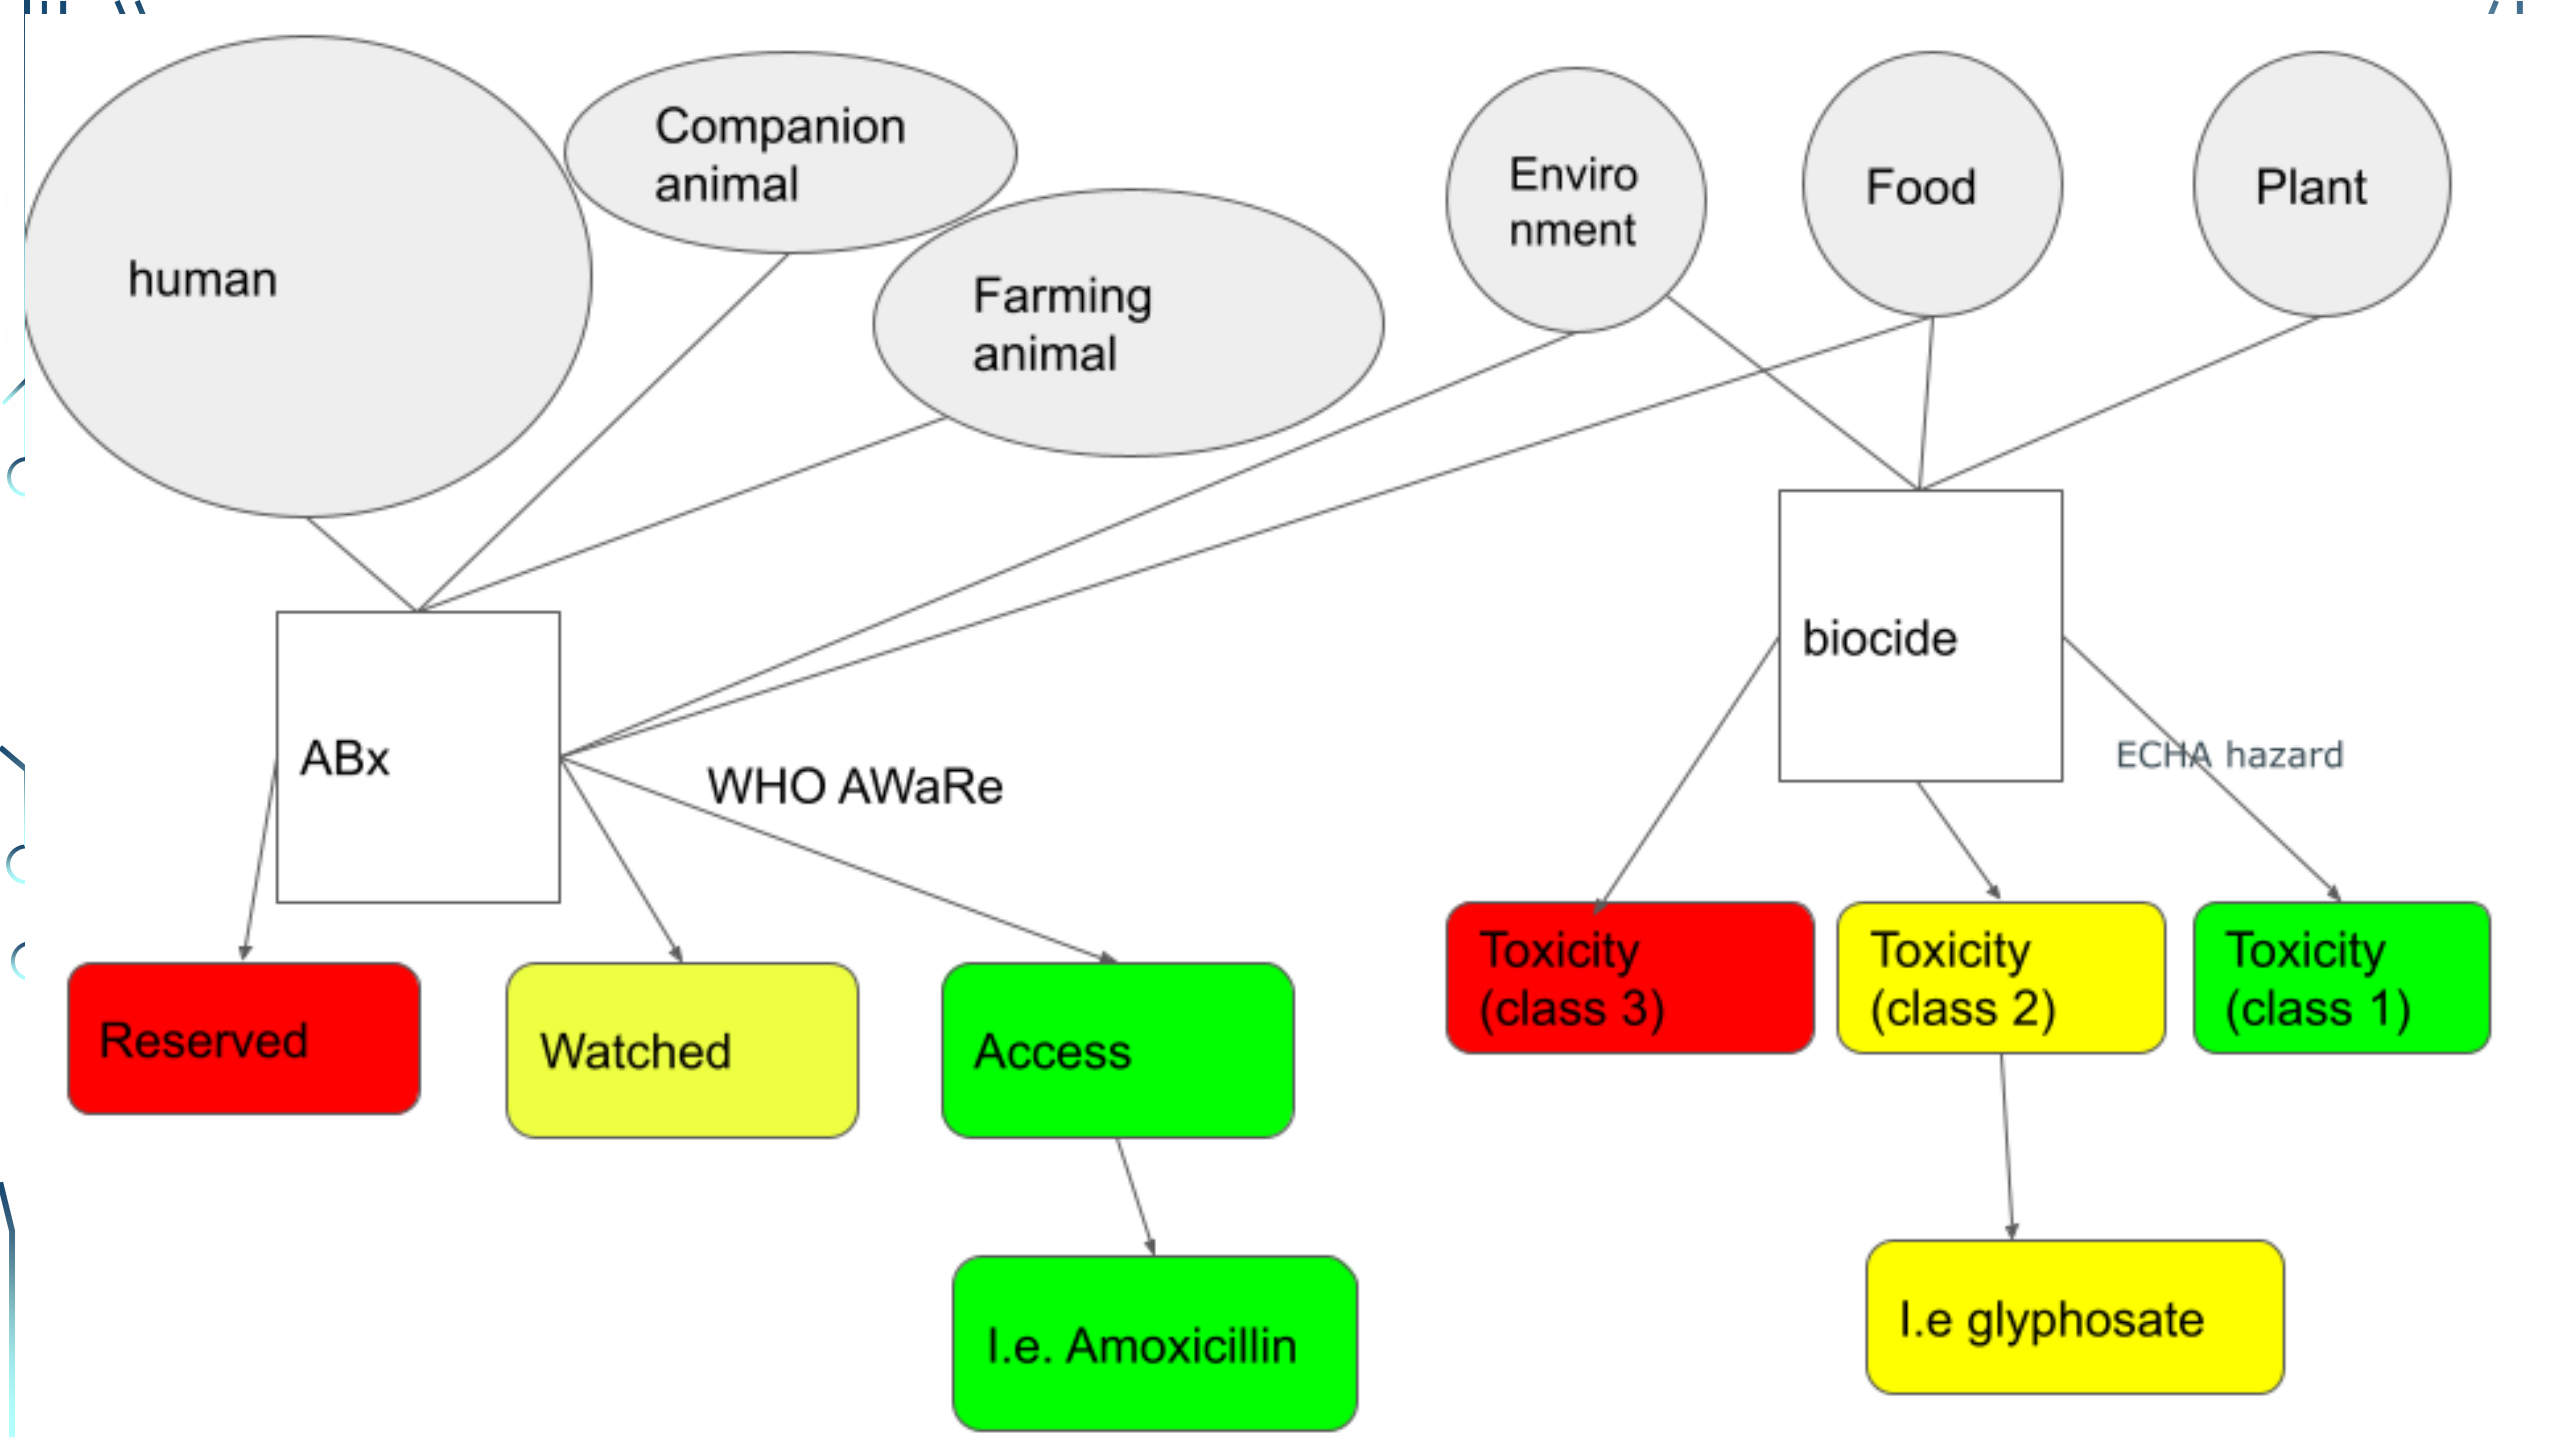 human
Companion
animal
Farming
animal
Enviro
nment
Food
Plant
ABx
biocide
WHO AWaRe
ECHA hazard
Reserved
Watched
Access
Toxicity
(class 3)
Toxicity
(class 2)
Toxicity
(class 1)
I.e. Amoxicillin
I.e glyphosate